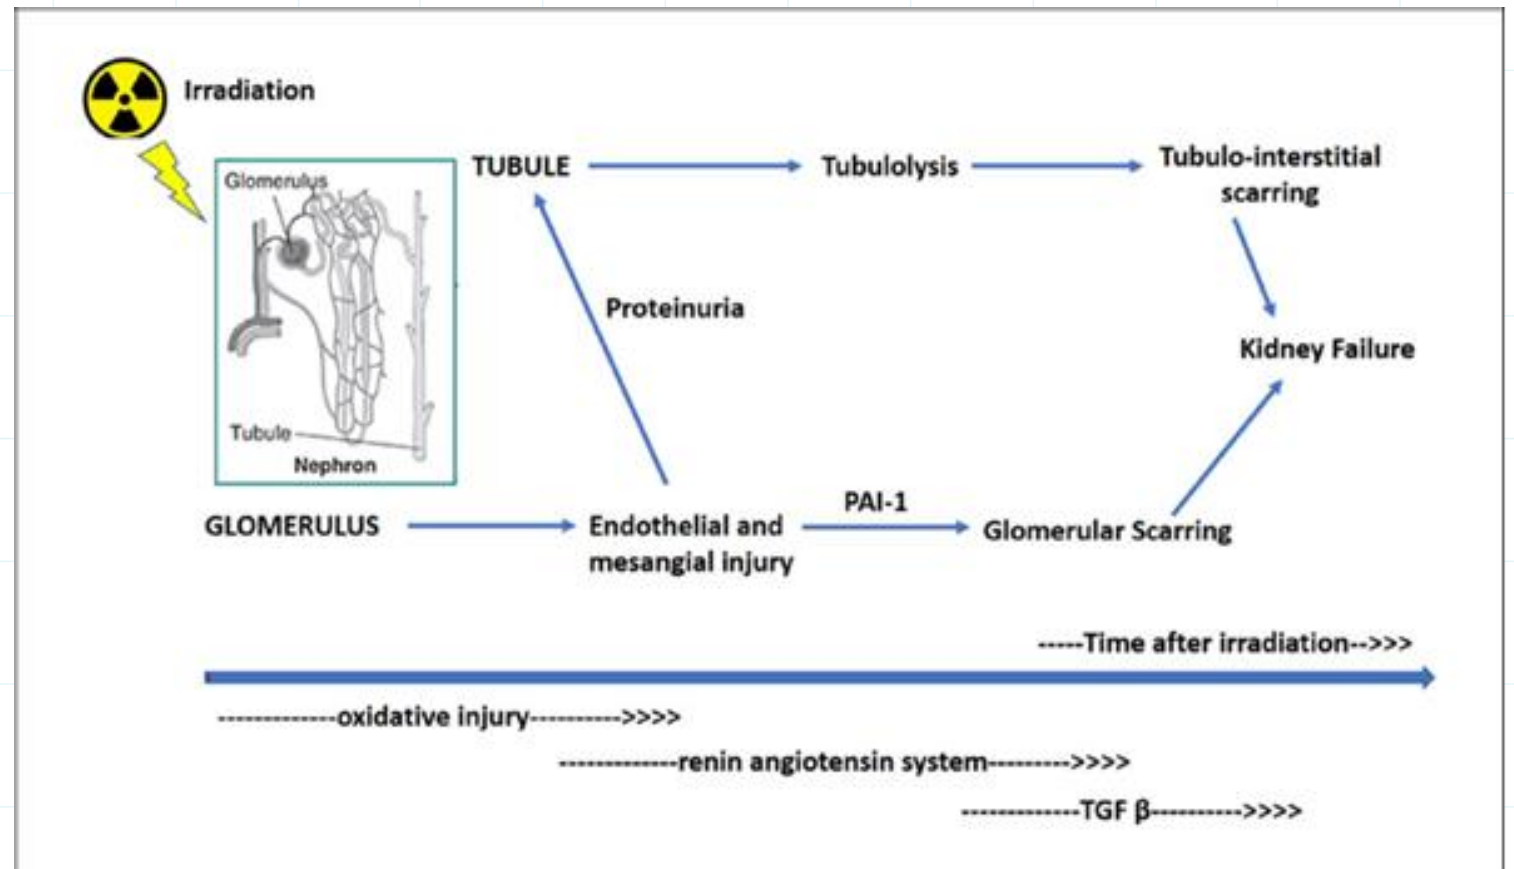 Irradiation
Glomerulus
Tubule
Nephron
TUBULE
Tubulolysis
Tubulo-interstitial
scarring
Proteinuria
Kidney Failure
GLOMERULUS
Endothelial and
mesangial injury
PAI-1
Glomerular Scarring
-----Time after irradiation-->>>
-------------oxidative injury---------->>>>
-------------renin angiotensin system--------->>>>
-------------TGF β---------->>>>